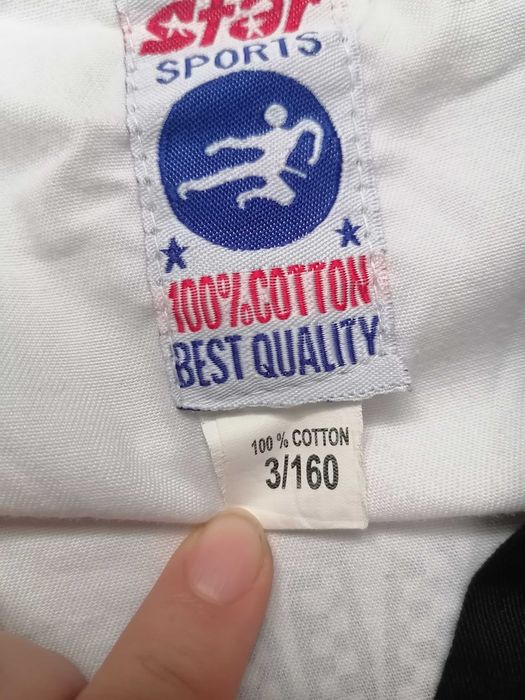 Star
SPORTS
100%COTTON
BEST QUALITY
100 % COTTON
3/160